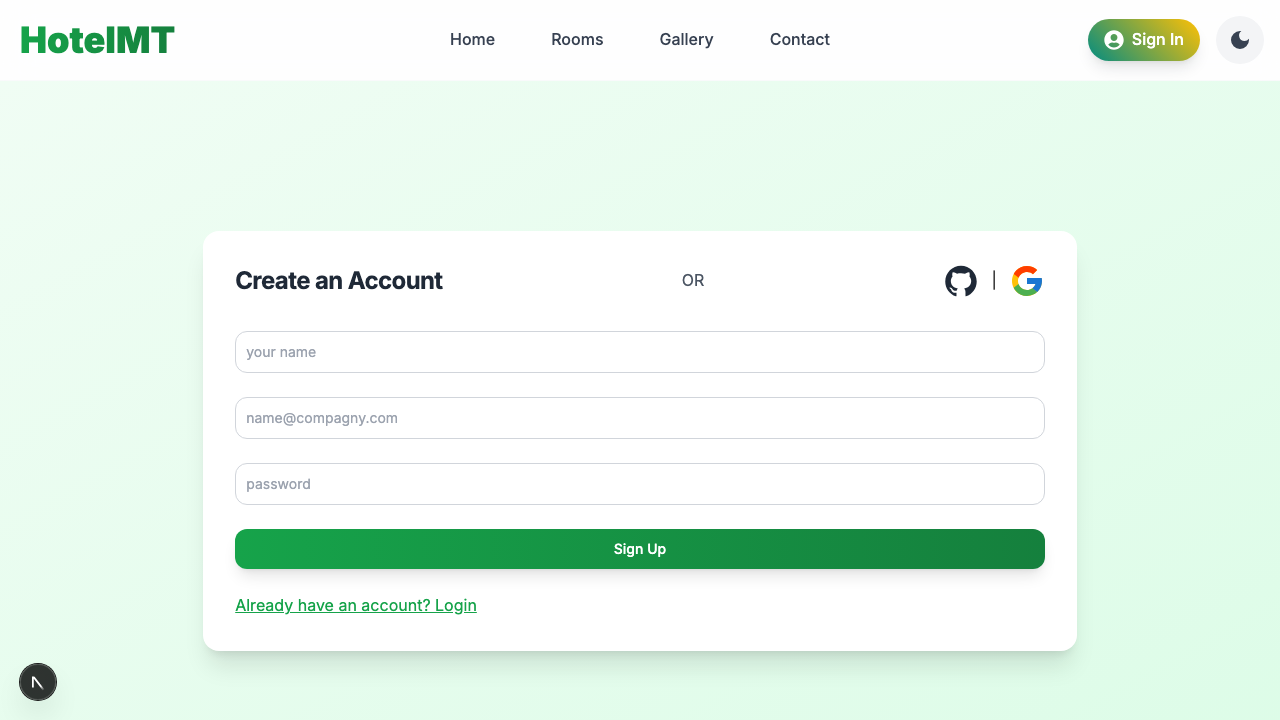 HotelMT
Home Rooms Gallery Contact
Sign In
Create an Account OR |
your name
name@compagny.com
password
Sign Up
Already have an account? Login